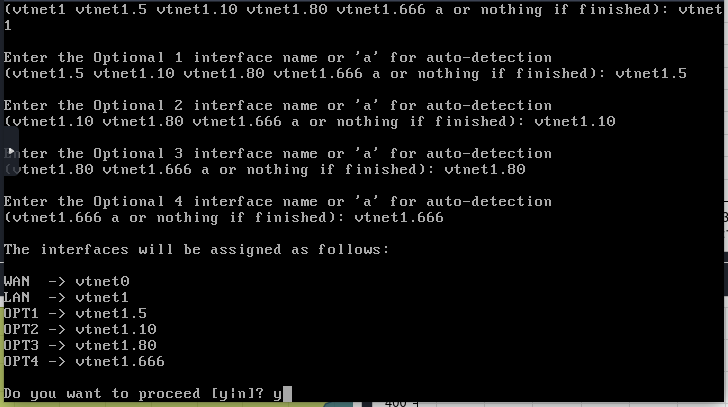 (vtnet1 vtnet1.5 vtnet1.10 vtnet1.80 vtnet1.666 a or nothing if finished): vtnet
1
Enter the Optional 1 interface name or 'a' for auto-detection
(vtnet1.5 vtnet1.10 vtnet1.80 vtnet1.666 a or nothing if finished): vtnet1.5
Enter the Optional 2 interface name or 'a' for auto-detection
(vtnet1.10 vtnet1.80 vtnet1.666 a or nothing if finished): vtnet1.10
Enter the Optional 3 interface name or 'a' for auto-detection
(vtnet1.80 vtnet1.666 a or nothing if finished): vtnet1.80
Enter the Optional 4 interface name or 'a' for auto-detection
(vtnet1.666 a or nothing if finished): vtnet1.666
The interfaces will be assigned as follows:
WAN  -> vtnet0
LAN  -> vtnet1
OPT1 -> vtnet1.5
OPT2 -> vtnet1.10
OPT3 -> vtnet1.80
OPT4 -> vtnet1.666
Do you want to proceed [y|n]? y